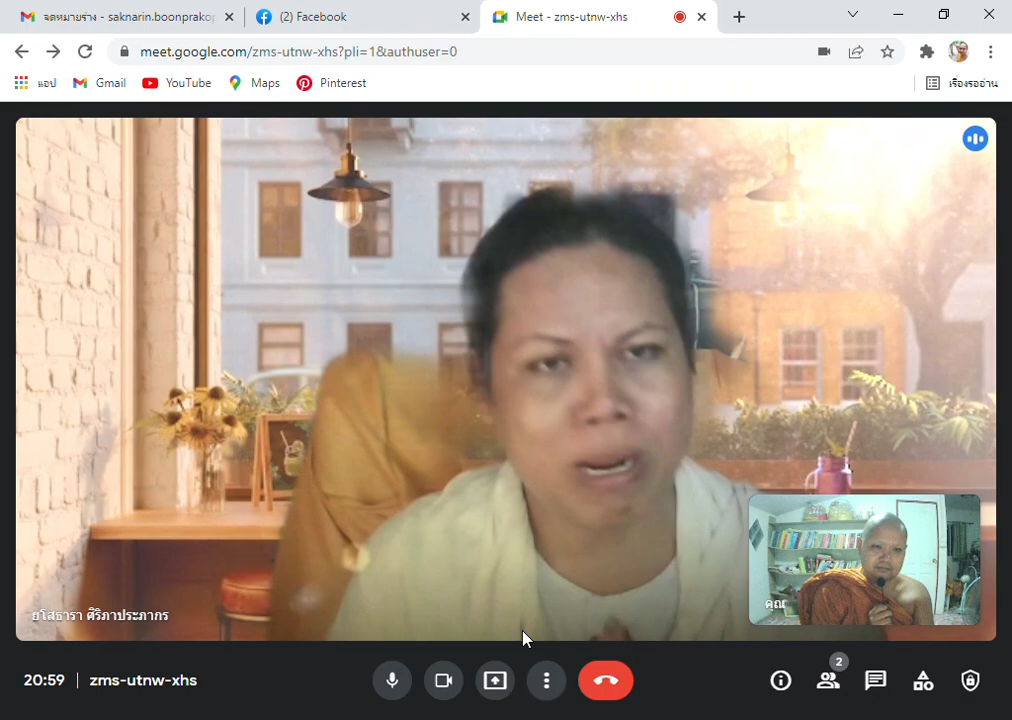 จดหมายร่าง - saknarin.boonprakop
(2) Facebook
Meet - zms-utnw-xhs
meet.google.com/zms-utnw-xhs?pli=1&authuser=0
แอป
Gmail
YouTube
Maps
Pinterest
เรื่องรออ่าน
ยโสธารา ศิริภาประภากร
คุณ
20:59 | zms-utnw-xhs
2